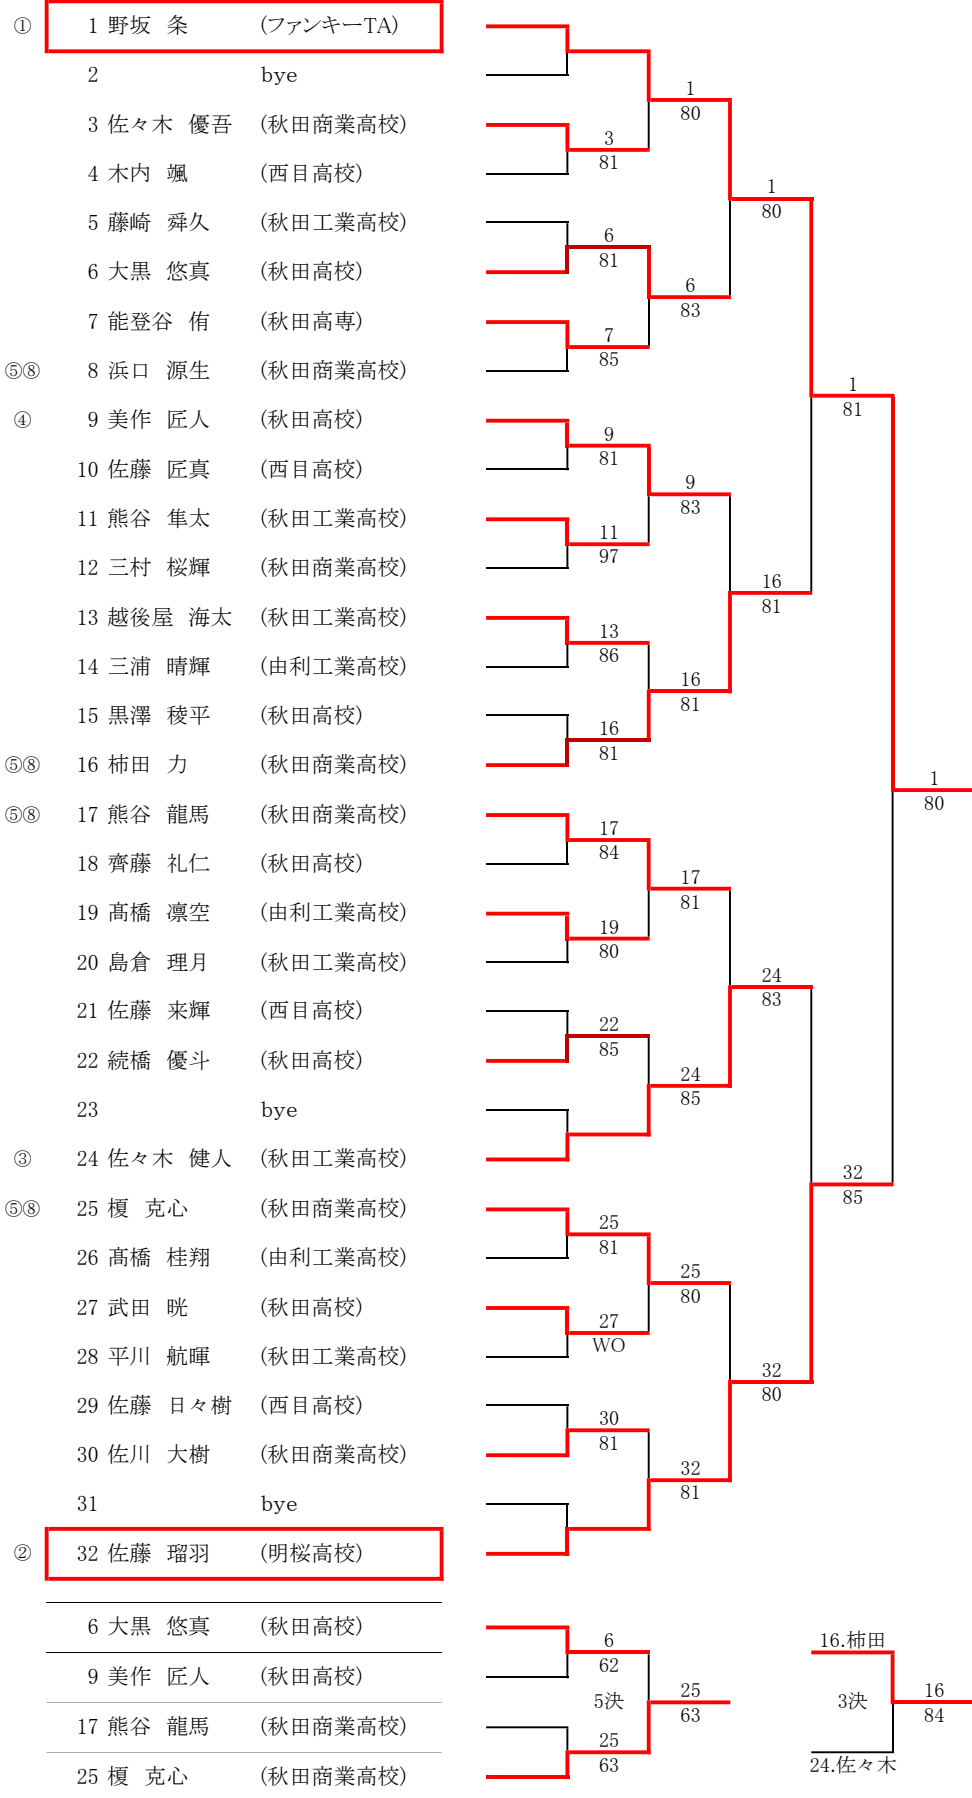 ① 1 野坂 条 (ファンキーTA)
2 bye
1
80
3 佐々木 優吾 (秋田商業高校)
3
81
4 木内 颯 (西目高校)
1
80
5 藤崎 舜久 (秋田工業高校)
6
81
6 大黒 悠真 (秋田高校)
6
83
7 能登谷 侑 (秋田高専)
7
85
⑤⑧ 8 浜口 源生 (秋田商業高校)
1
81
④ 9 美作 匠人 (秋田高校)
9
81
10 佐藤 匠真 (西目高校)
9
83
11 熊谷 隼太 (秋田工業高校)
11
97
12 三村 桜輝 (秋田商業高校)
16
81
13 越後屋 海太 (秋田工業高校)
13
86
14 三浦 晴輝 (由利工業高校)
16
81
15 黒澤 稜平 (秋田高校)
16
81
⑤⑧ 16 柿田 力 (秋田商業高校)
1
80
⑤⑧ 17 熊谷 龍馬 (秋田商業高校)
17
84
18 齊藤 礼仁 (秋田高校)
17
81
19 髙橋 凛空 (由利工業高校)
19
80
20 島倉 理月 (秋田工業高校)
24
83
21 佐藤 来輝 (西目高校)
22
85
22 続橋 優斗 (秋田高校)
24
85
23 bye
③ 24 佐々木 健人 (秋田工業高校)
32
85
⑤⑧ 25 榎 克心 (秋田商業高校)
25
81
26 髙橋 桂翔 (由利工業高校)
25
80
27 武田 晄 (秋田高校)
27
WO
28 平川 航暉 (秋田工業高校)
32
80
29 佐藤 日々樹 (西目高校)
30
81
30 佐川 大樹 (秋田商業高校)
32
81
31 bye
② 32 佐藤 瑠羽 (明桜高校)
6 大黒 悠真 (秋田高校)
6
62
16.柿田
9 美作 匠人 (秋田高校)
5決
25
63
3決
16
84
17 熊谷 龍馬 (秋田商業高校)
25
63
24.佐々木
25 榎 克心 (秋田商業高校)